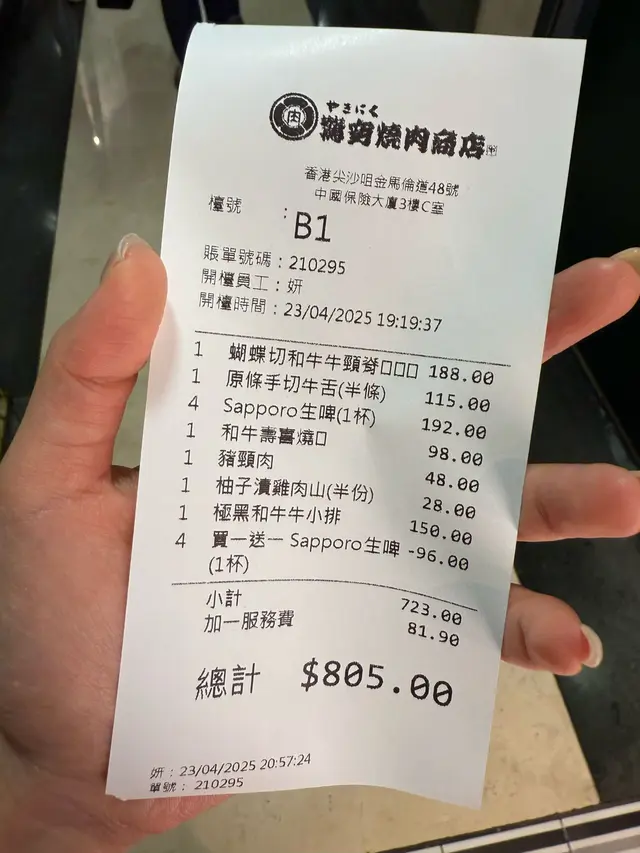 肉
やきにく
燒肉商店
香港尖沙咀金馬倫道48號
中國保險大廈3樓C室
檯號 : B1
賬單號碼 : 210295
開檯員工 : 妍
開檯時間 : 23/04/2025 19:19:37
1 蝴蝶切和牛牛頸脊□□□ 188.00
1 原條手切牛舌(半條) 115.00
4 Sapporo生啤(1杯) 192.00
1 和牛壽喜燒□ 98.00
1 豬頸肉 48.00
1 柚子漬雞肉山(半份) 28.00
1 極黑和牛牛小排 150.00
4 買一送一 Sapporo生啤 -96.00
(1杯)
小計 723.00
加一服務費 81.90
總計 $805.00
妍 : 23/04/2025 20:57:24
單號 : 210295